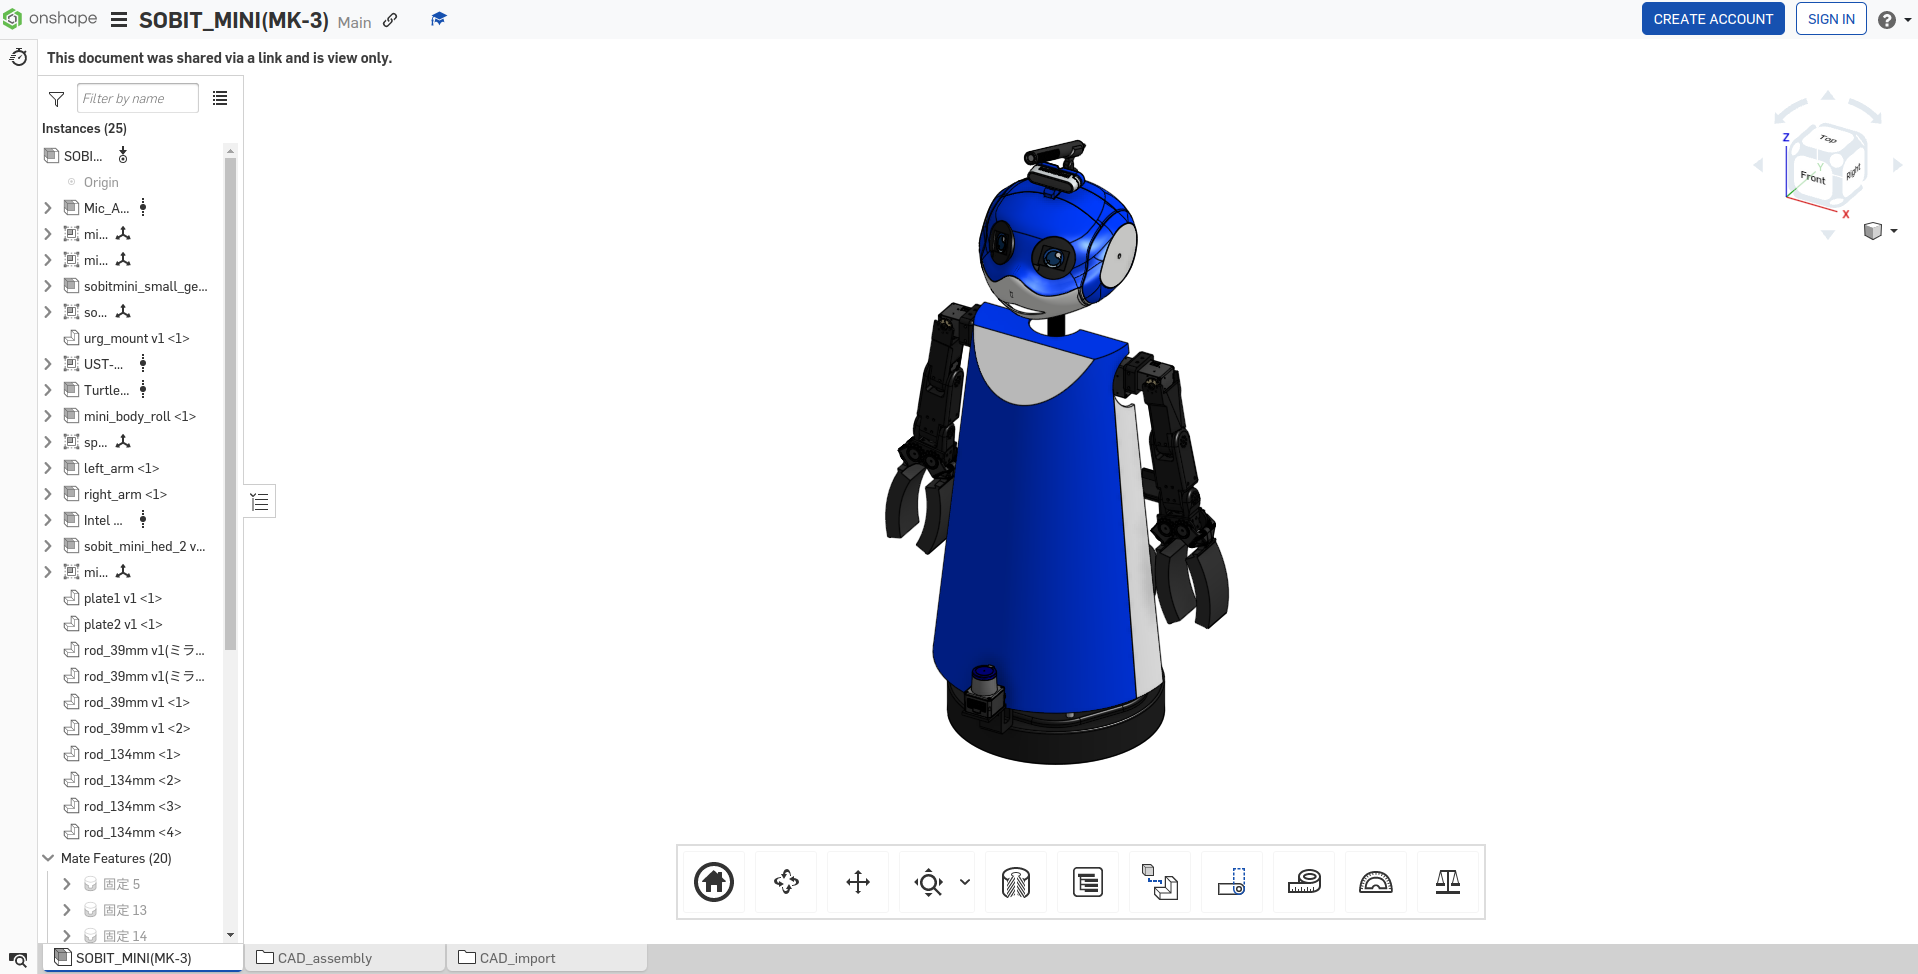 onshape
SOBIT_MINI(MK-3)
Main
CREATE ACCOUNT
SIGN IN
This document was shared via a link and is view only.
Filter by name
Instances (25)
SOBI...
Origin
Mic_A...
mi...
mi...
sobitmini_small_ge...
so...
urg_mount v1 <1>
UST-...
Turtle...
mini_body_roll <1>
sp...
left_arm <1>
right_arm <1>
Intel ...
sobit_mini_hed_2 v...
mi...
plate1 v1 <1>
plate2 v1 <1>
rod_39mm v1(ミラ...
rod_39mm v1(ミラ...
rod_39mm v1 <1>
rod_39mm v1 <2>
rod_134mm <1>
rod_134mm <2>
rod_134mm <3>
rod_134mm <4>
Mate Features (20)
固定 5
固定 13
固定 14
Z
Top
Y
Front
Right
X
SOBIT_MINI(MK-3)
CAD_assembly
CAD_import